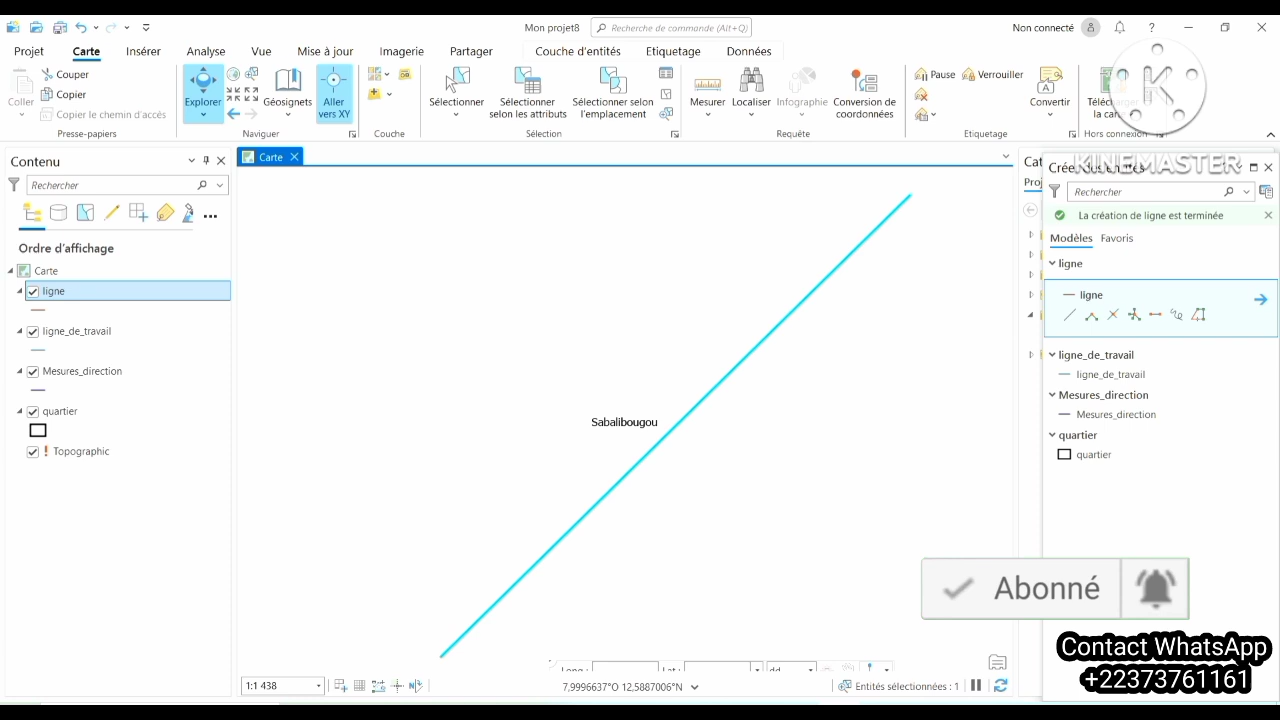 Mon projet8
Recherche de commande (Alt+Q)
Non connecté
Projet Carte Insérer Analyse Vue Mise à jour Imagerie Partager Couche d'entités Etiquetage Données
Coller
Couper
Copier
Copier le chemin d'accès
Presse-papiers
Explorer
Géosignets
Aller vers XY
Naviguer
Couche
Sélectionner
Sélectionner selon les attributs
Sélectionner selon l'emplacement
Sélection
Mesurer
Localiser
Infographie
Conversion de coordonnées
Requête
Pause
Verrouiller
Convertir
Etiquetage
Télécharger la carte
Hors connexion
KINEMASTER
Contenu
Rechercher
Ordre d'affichage
Carte
ligne
ligne_de_travail
Mesures_direction
quartier
Topographic
Carte
Sabalibougou
1:1 438
7,9996637°O 12,5887006°N
Entités sélectionnées : 1
Rechercher
La création de ligne est terminée
Modèles Favoris
ligne
ligne
ligne_de_travail
ligne_de_travail
Mesures_direction
Mesures_direction
quartier
quartier
Abonné
Contact WhatsApp
+22373761161